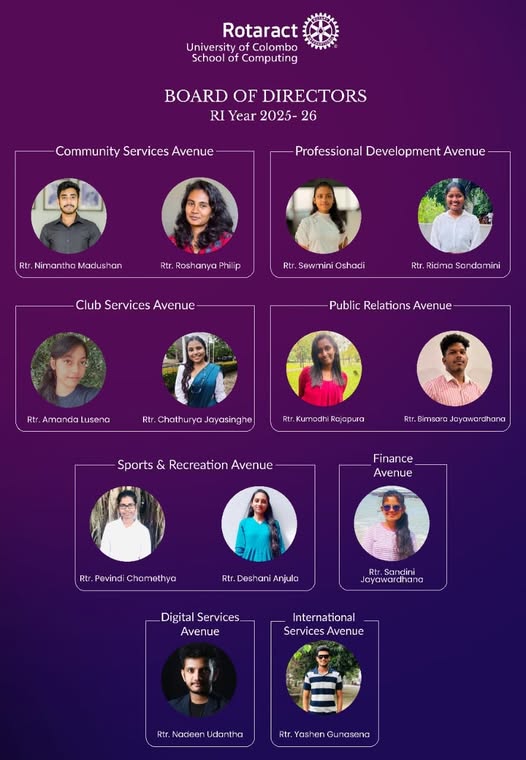 Rotaract
University of Colombo
School of Computing
BOARD OF DIRECTORS
RI Year 2025- 26
Community Services Avenue
Rtr. Nimantha Madushan
Rtr. Roshanya Philip
Professional Development Avenue
Rtr. Sewmini Oshadi
Rtr. Ridma Sandamini
Club Services Avenue
Rtr. Amanda Lusena
Rtr. Chathurya Jayasinghe
Public Relations Avenue
Rtr. Kumodhi Rajapura
Rtr. Bimsara Jayawardhana
Sports & Recreation Avenue
Rtr. Pevindi Chamethya
Rtr. Deshani Anjula
Finance
Avenue
Rtr. Sandini
Jayawardhana
Digital Services
Avenue
Rtr. Nadeen Udantha
International
Services Avenue
Rtr. Yashen Gunasena